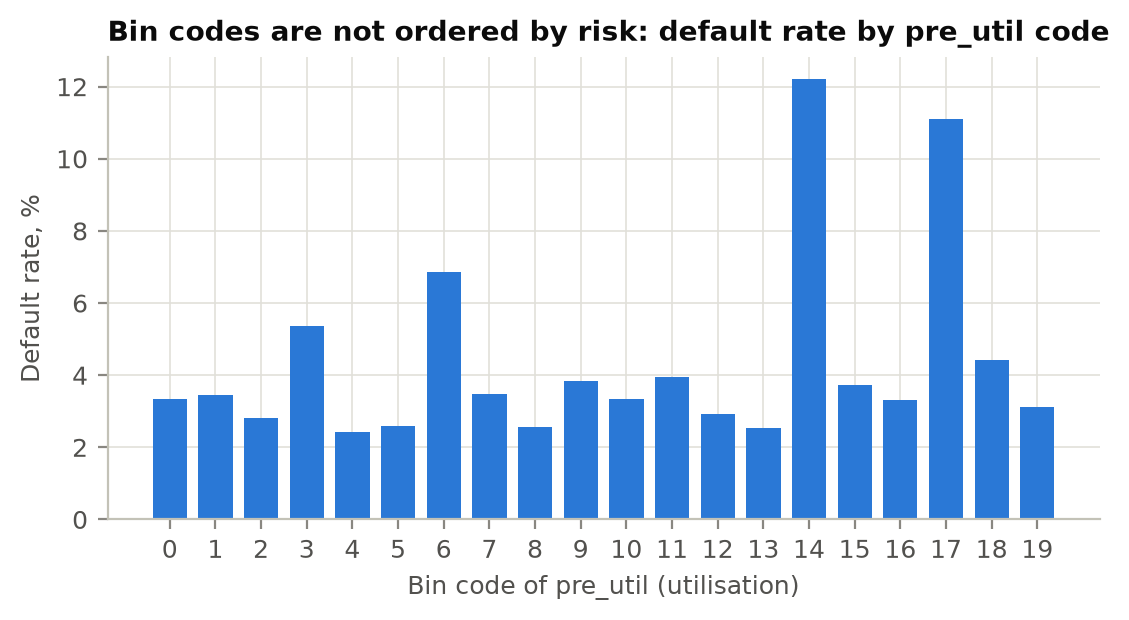 Bin codes are not ordered by risk: default rate by pre_util code
Default rate, %
12
10
8
6
4
2
0
0 1 2 3 4 5 6 7 8 9 10 11 12 13 14 15 16 17 18 19
Bin code of pre_util (utilisation)